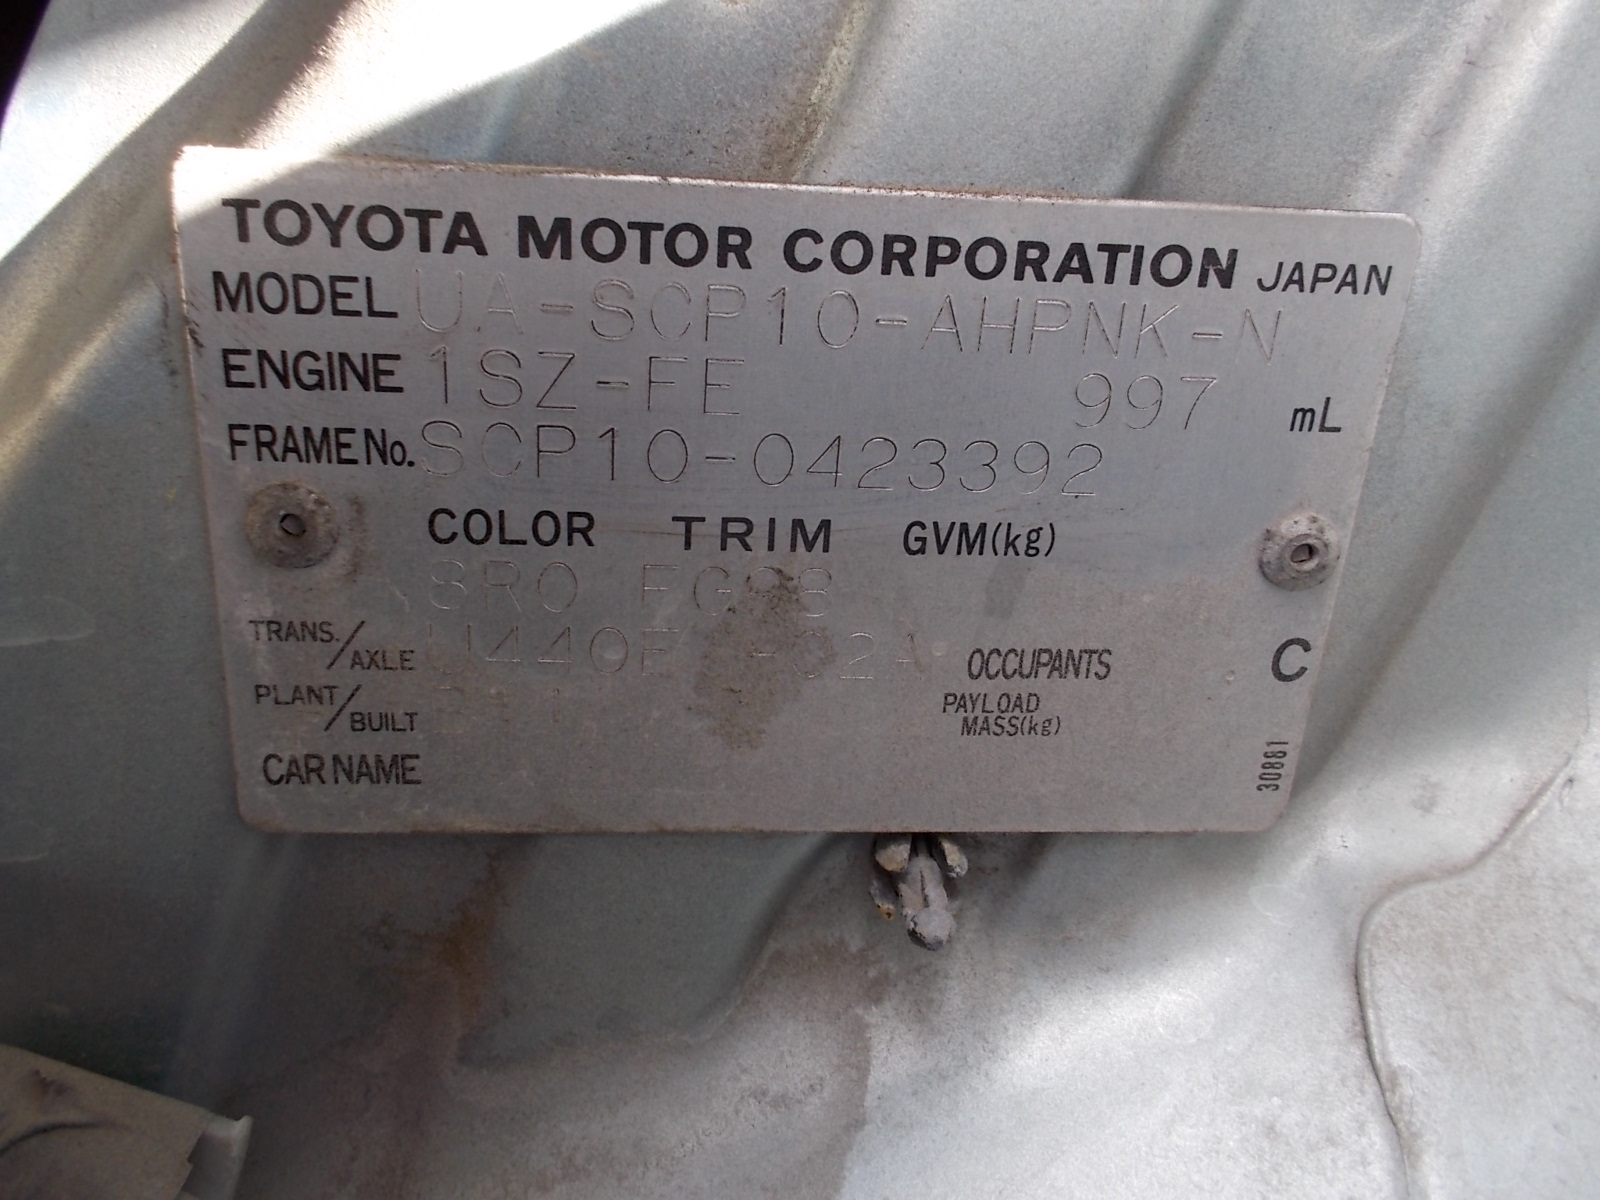 TOYOTA MOTOR CORPORATION JAPAN
MODEL UA-SCP10-AHPNK-N
ENGINE 1SZ-FE 997 mL
FRAME No. SCP10-0423392
COLOR TRIM GVM(kg)
TRANS./AXLE OCCUPANTS C
PLANT/BUILT PAYLOAD MASS(kg)
CAR NAME
30881